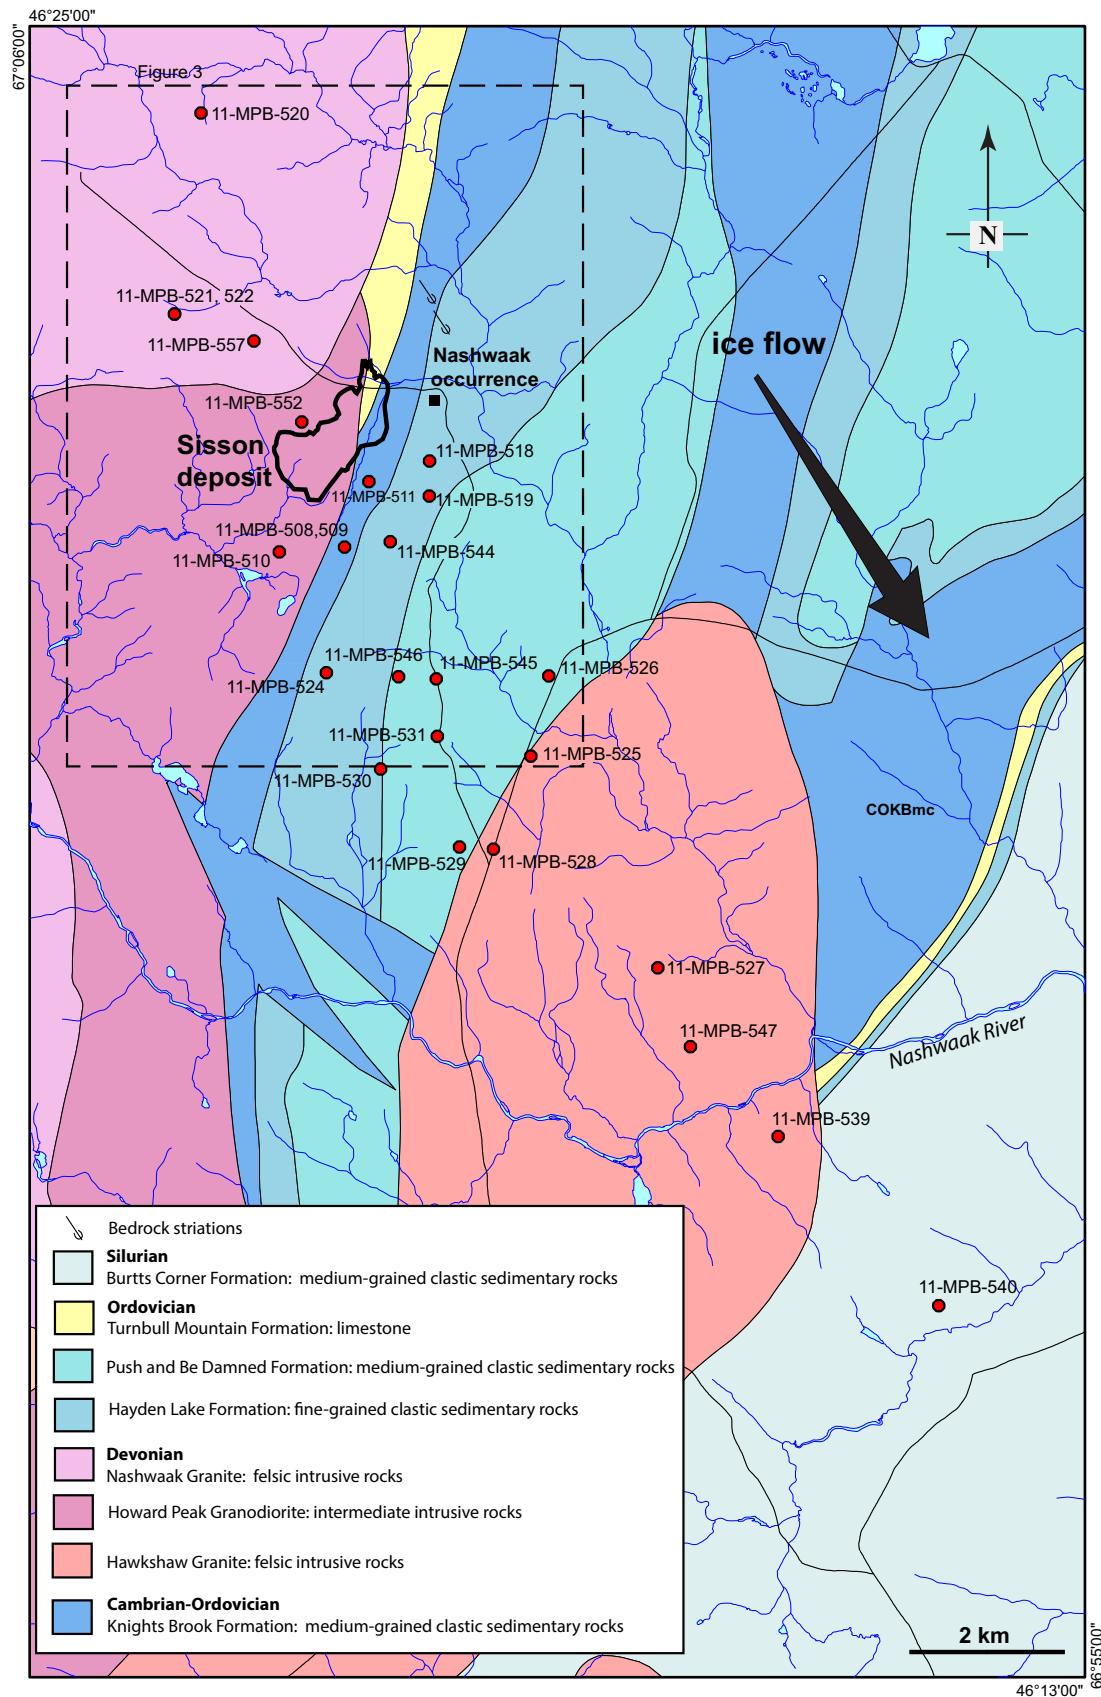 46°25'00"
67°06'00"
Figure 3
11-MPB-520
N
11-MPB-521, 522
11-MPB-557
ice flow
Nashwaak
occurrence
11-MPB-552
Sisson
deposit
11-MPB-518
11-MPB-511
11-MPB-519
11-MPB-508,509
11-MPB-510
11-MPB-544
11-MPB-546
11-MPB-545
11-MPB-526
11-MPB-524
11-MPB-531
11-MPB-525
11-MPB-530
COKBmc
11-MPB-529
11-MPB-528
11-MPB-527
11-MPB-547
Nashwaak River
11-MPB-539
11-MPB-540
Bedrock striations
Silurian
Burtts Corner Formation: medium-grained clastic sedimentary rocks
Ordovician
Turnbull Mountain Formation: limestone
Push and Be Damned Formation: medium-grained clastic sedimentary rocks
Hayden Lake Formation: fine-grained clastic sedimentary rocks
Devonian
Nashwaak Granite: felsic intrusive rocks
Howard Peak Granodiorite: intermediate intrusive rocks
Hawkshaw Granite: felsic intrusive rocks
Cambrian-Ordovician
Knights Brook Formation: medium-grained clastic sedimentary rocks
2 km
66°55'00"
46°13'00"